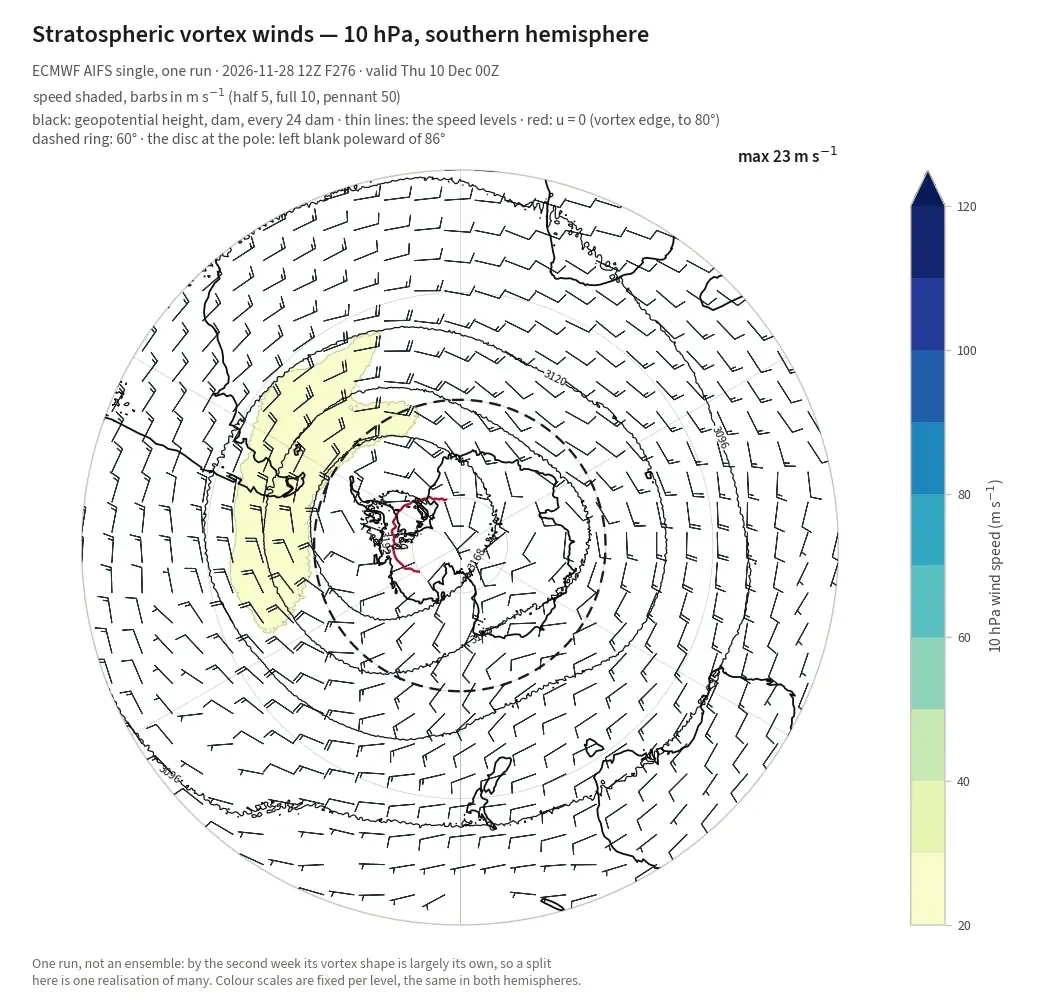 Stratospheric vortex winds — 10 hPa, southern hemisphere
ECMWF AIFS single, one run · 2026-11-28 12Z F276 · valid Thu 10 Dec 00Z
speed shaded, barbs in m s⁻¹ (half 5, full 10, pennant 50)
black: geopotential height, dam, every 24 dam · thin lines: the speed levels · red: u = 0 (vortex edge, to 80°)
dashed ring: 60° · the disc at the pole: left blank poleward of 86°
max 23 m s⁻¹
120
100
80
60
40
20
10 hPa wind speed (m s⁻¹)
3120
3096
3168
3096
One run, not an ensemble: by the second week its vortex shape is largely its own, so a split
here is one realisation of many. Colour scales are fixed per level, the same in both hemispheres.